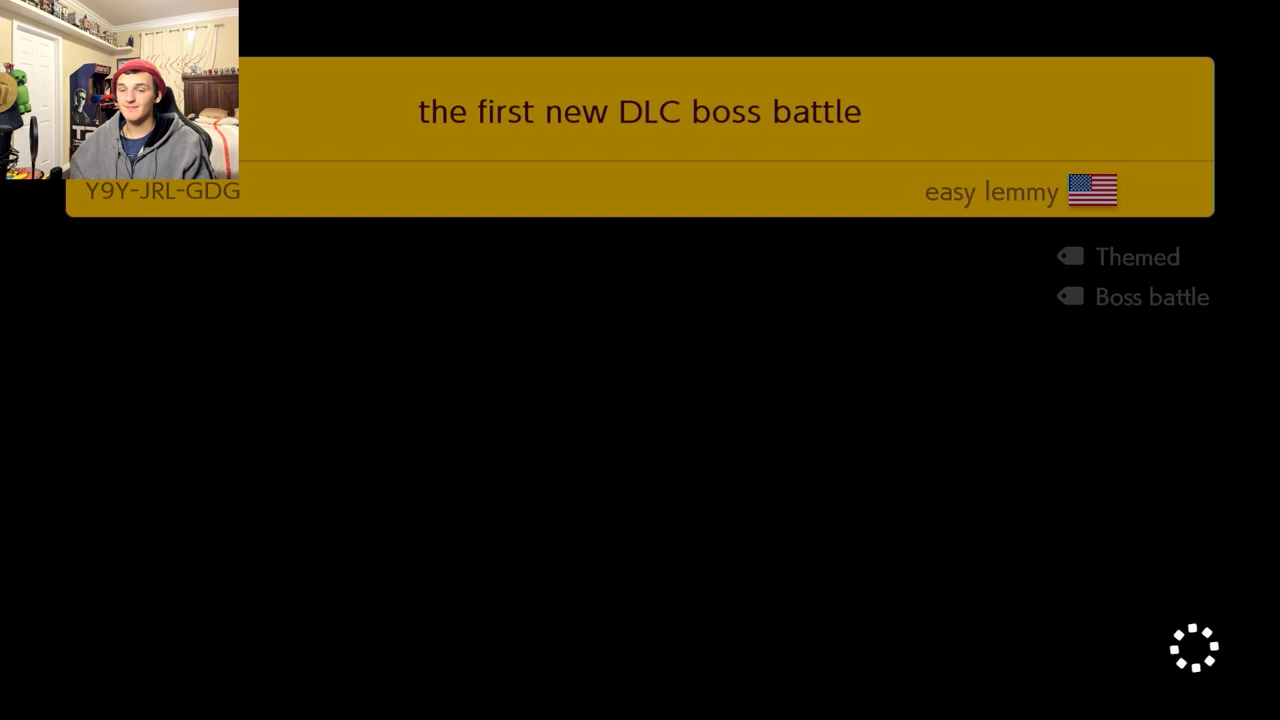 the first new DLC boss battle
Y9Y-JRL-GDG
easy lemmy
Themed
Boss battle